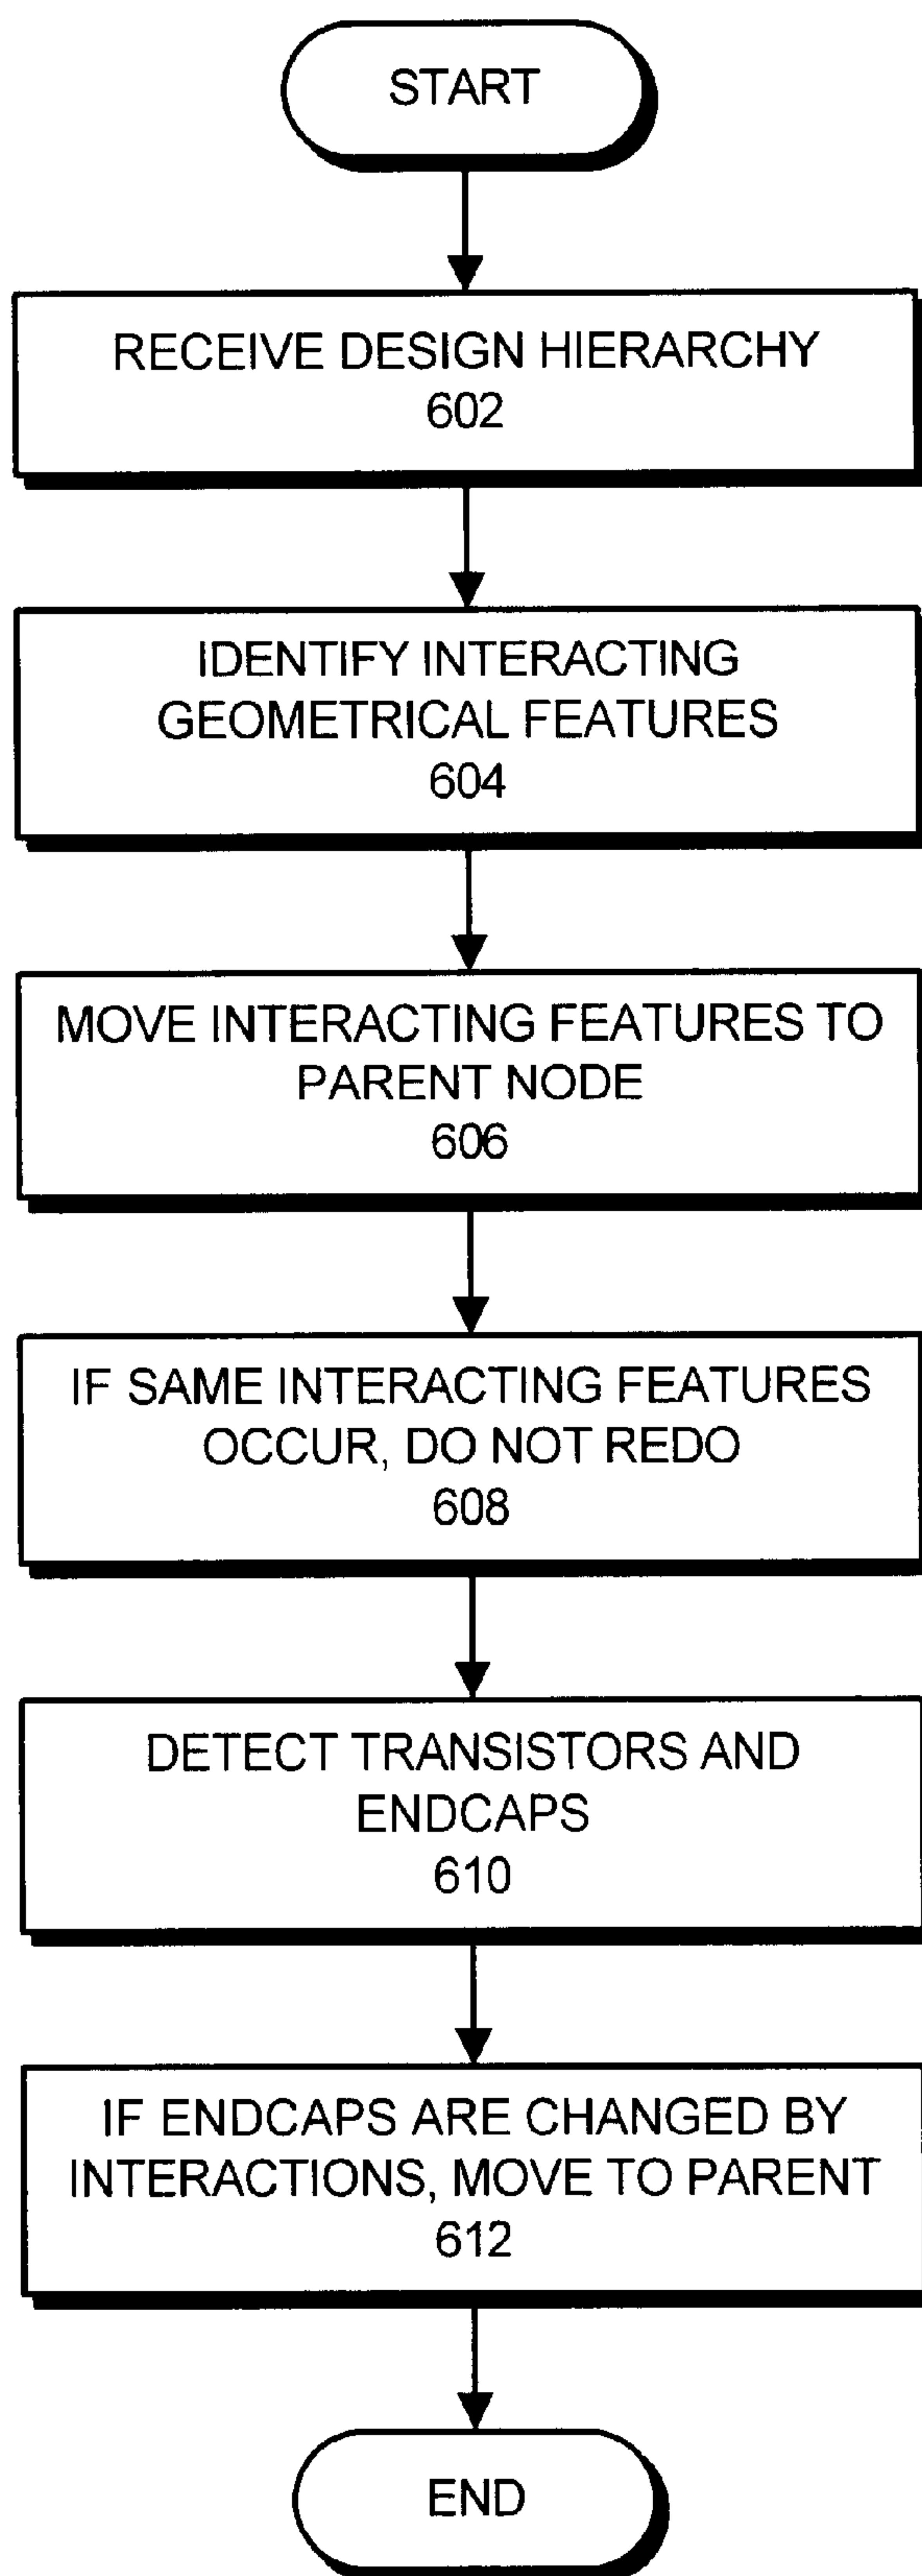 START
RECEIVE DESIGN HIERARCHY
602
IDENTIFY INTERACTING
GEOMETRICAL FEATURES
604
MOVE INTERACTING FEATURES TO
PARENT NODE
606
IF SAME INTERACTING FEATURES
OCCUR, DO NOT REDO
608
DETECT TRANSISTORS AND
ENDCAPS
610
IF ENDCAPS ARE CHANGED BY
INTERACTIONS, MOVE TO PARENT
612
END